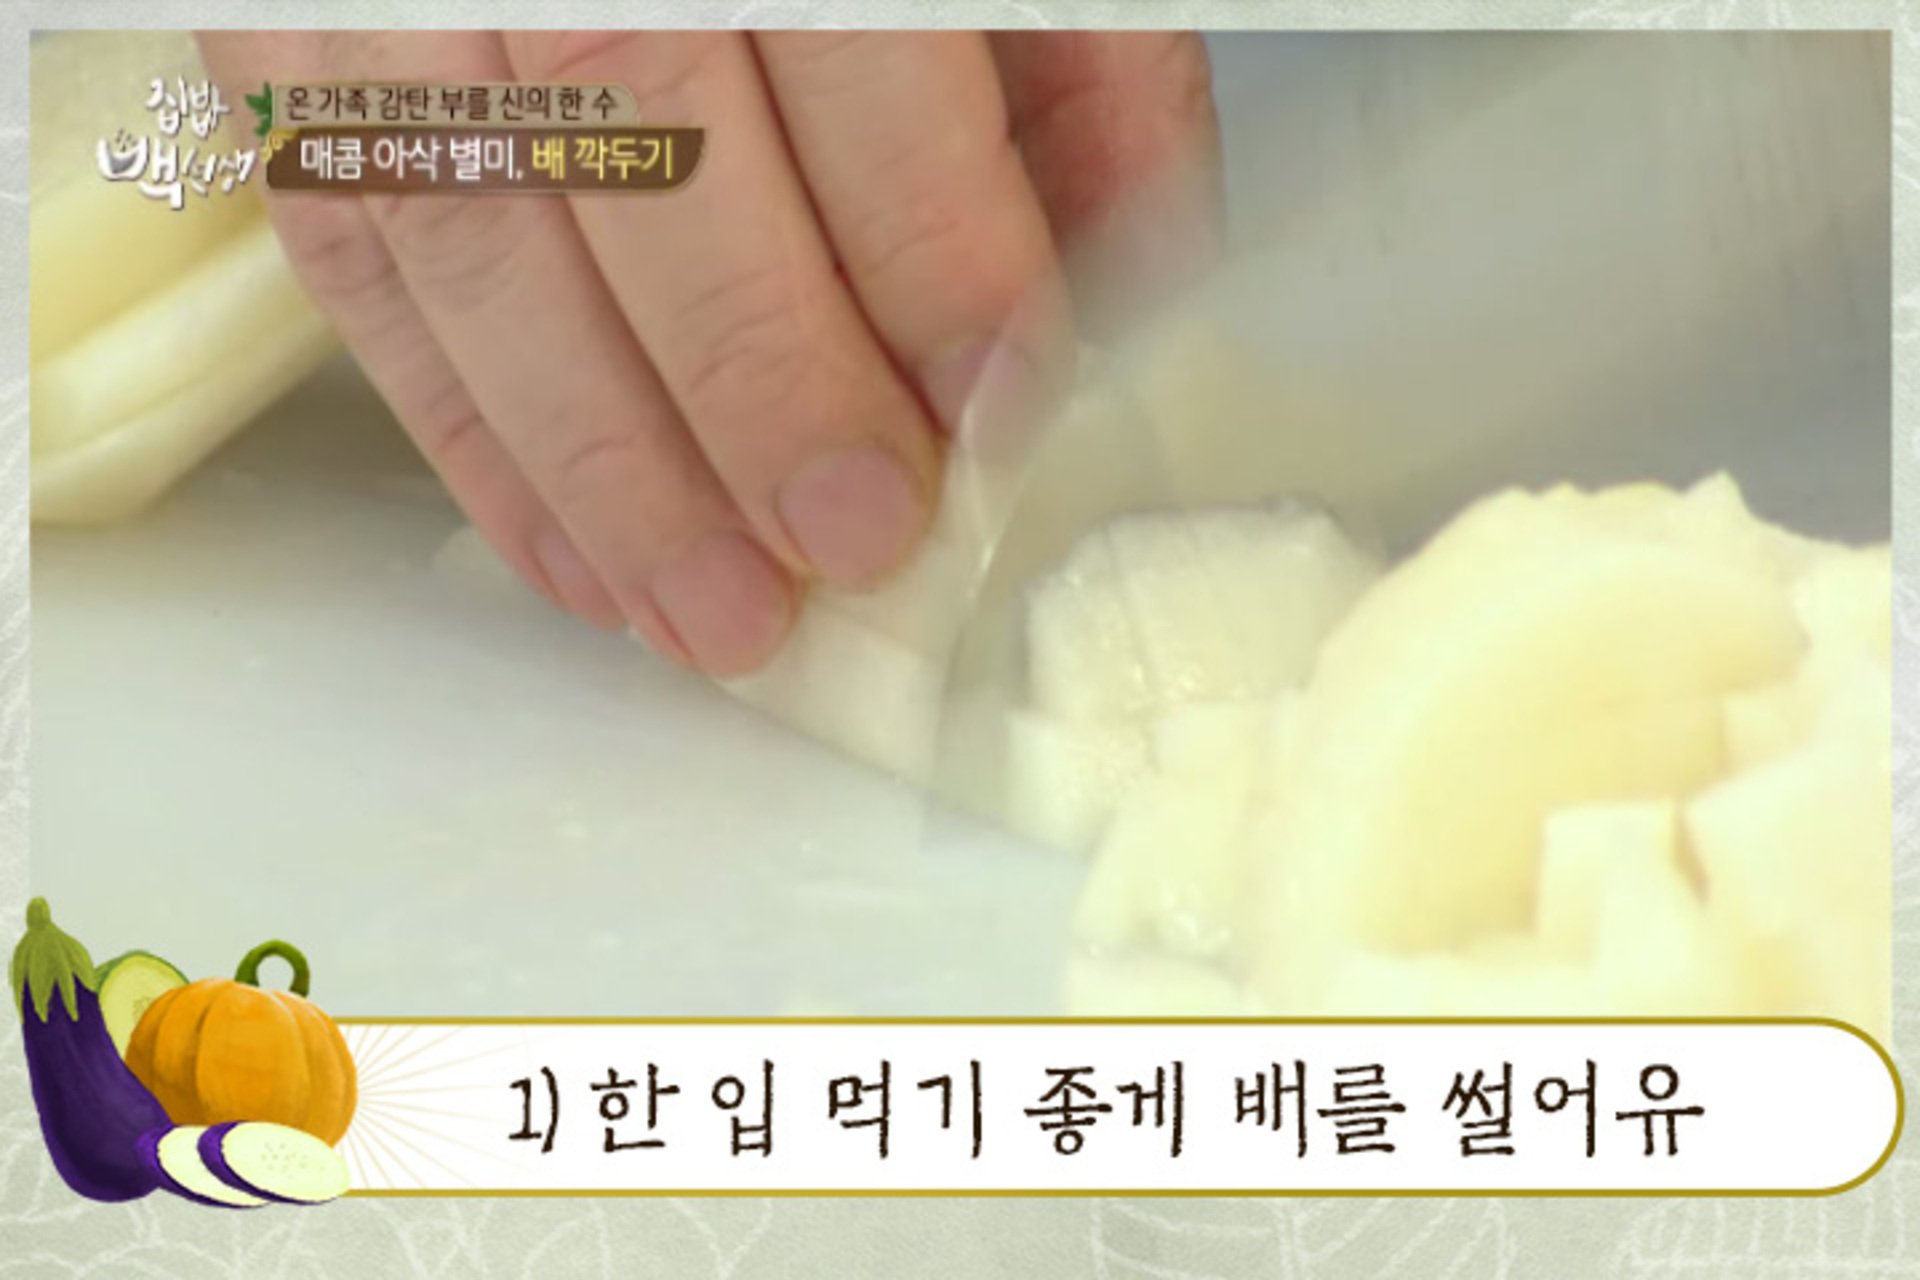 집밥
백선생
온 가족 감탄 부를 신의 한 수
매콤 아삭 별미, 배 깍두기
1) 한 입 먹기 좋게 배를 썰어유